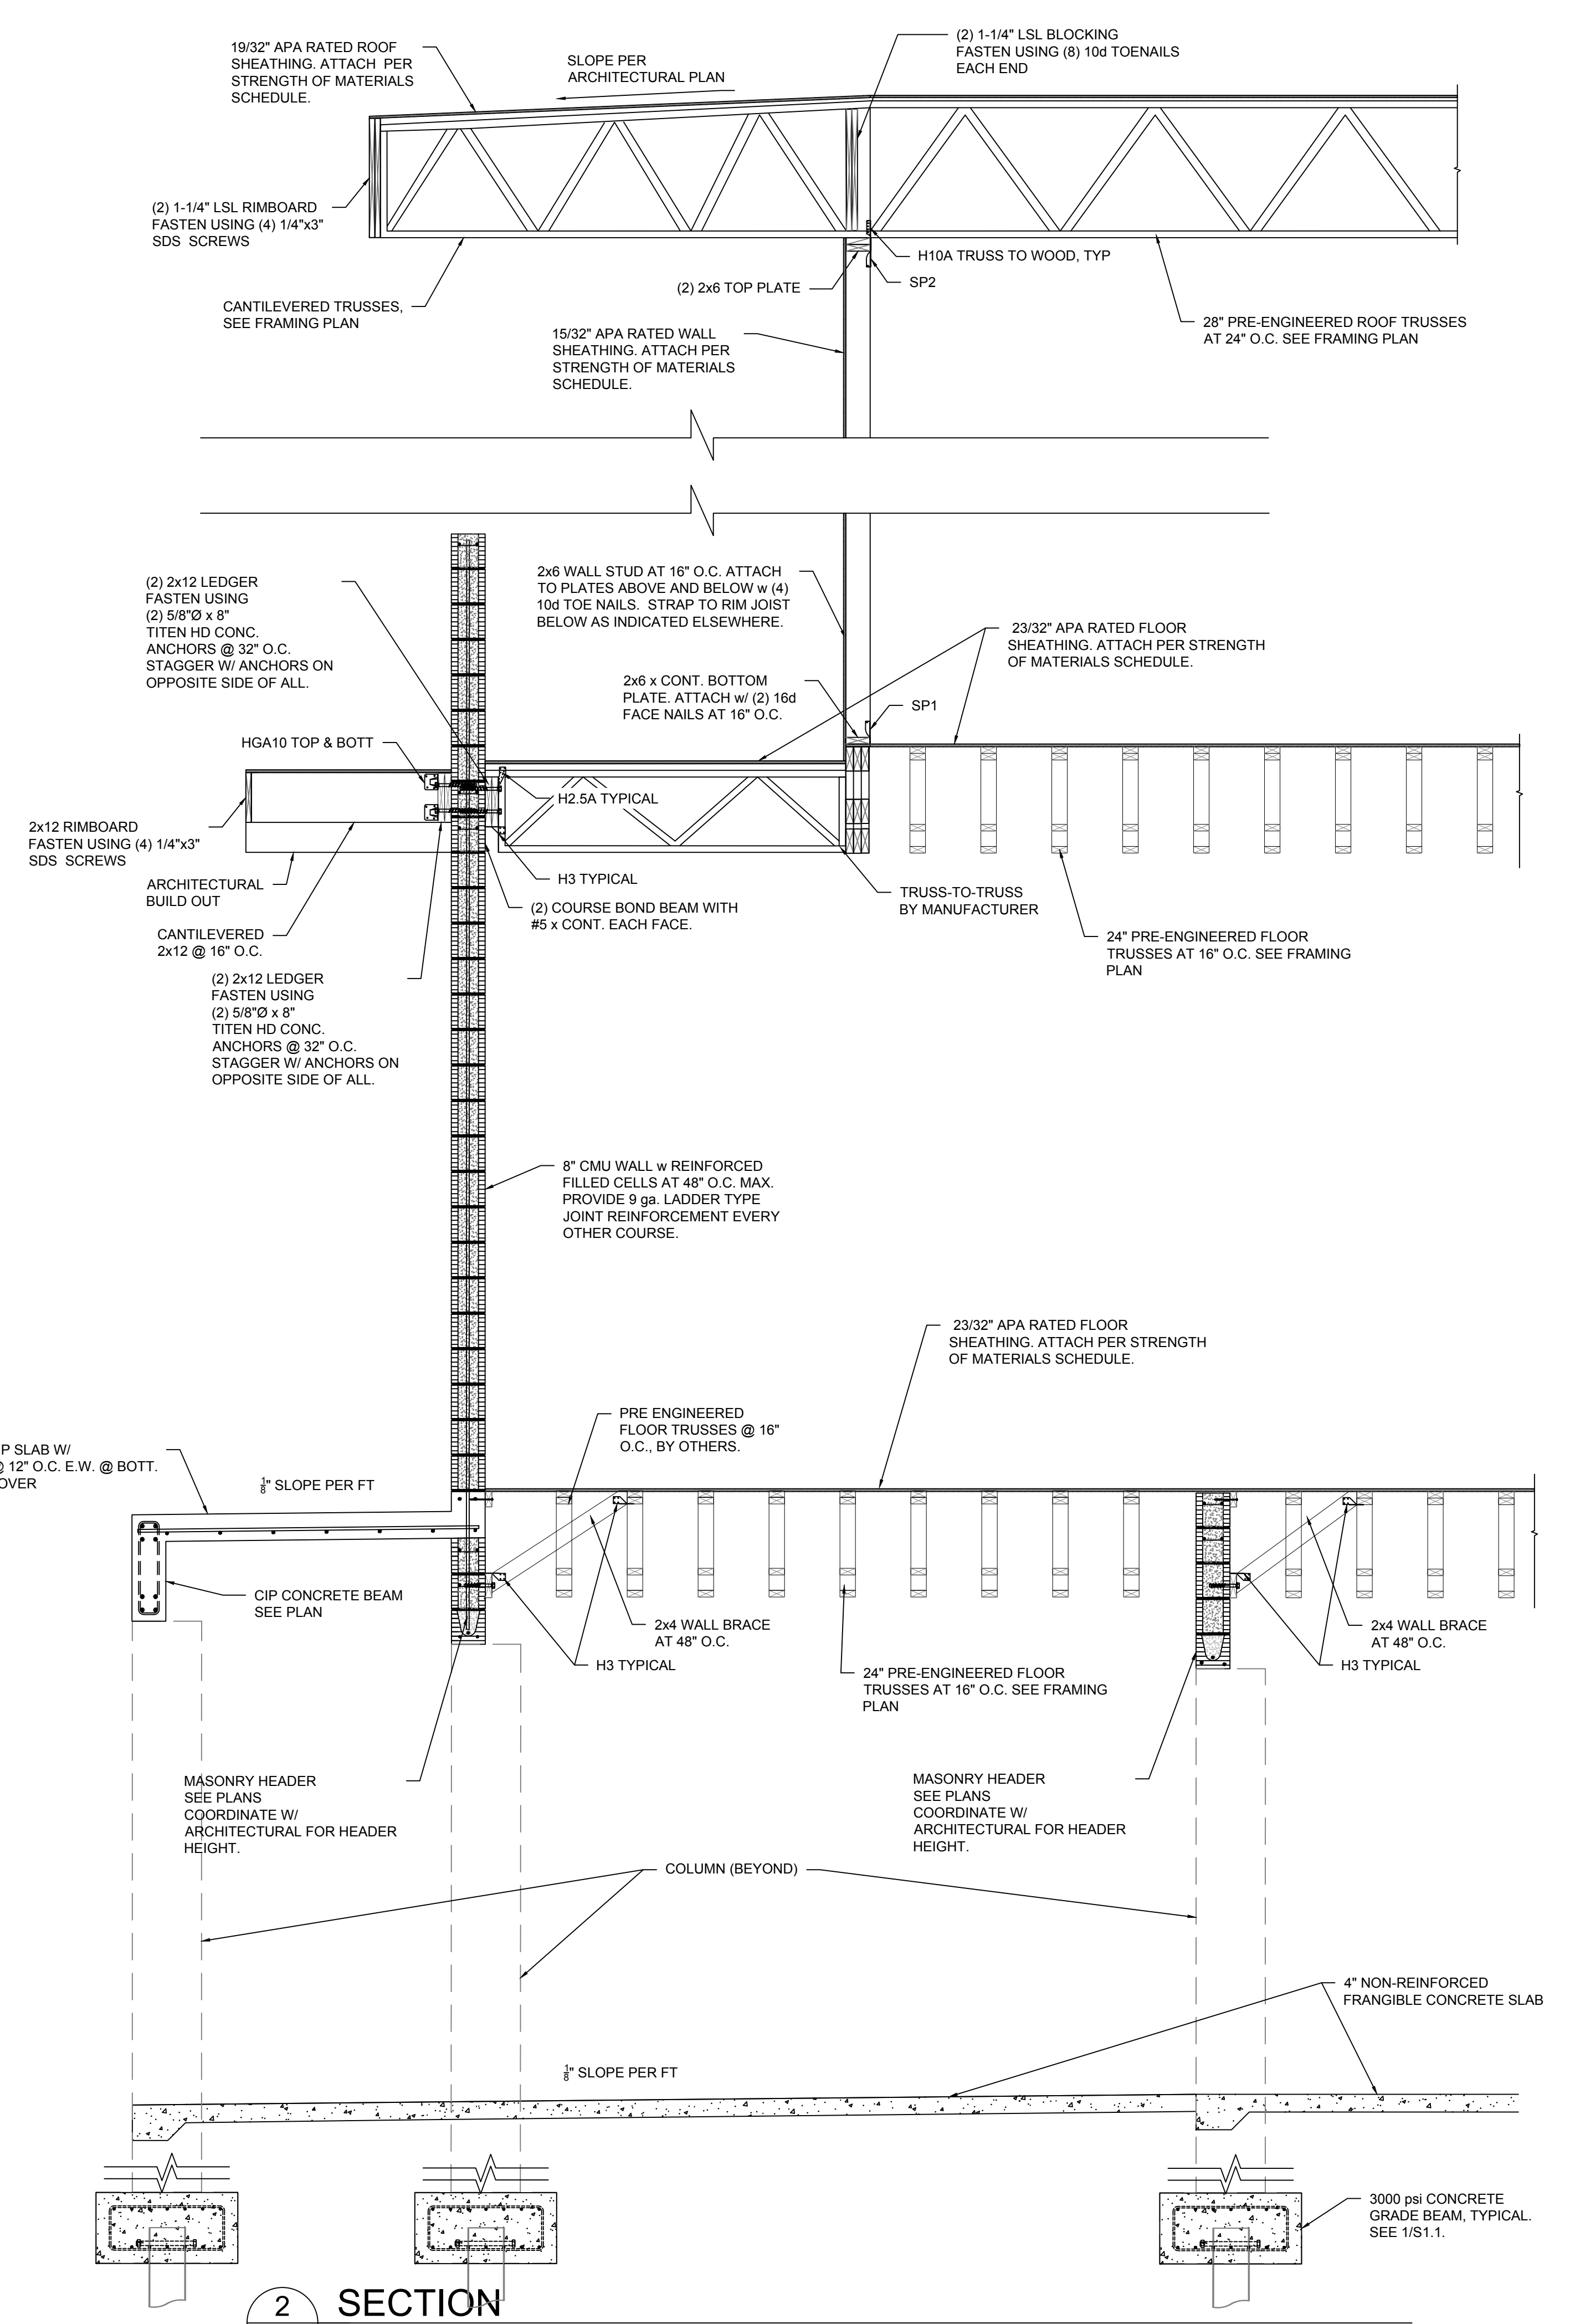 19/32" APA RATED ROOF
SHEATHING. ATTACH PER
STRENGTH OF MATERIALS
SCHEDULE.
SLOPE PER
ARCHITECTURAL PLAN
(2) 1-1/4" LSL BLOCKING
FASTEN USING (8) 10d TOENAILS
EACH END
(2) 1-1/4" LSL RIMBOARD
FASTEN USING (4) 1/4"x3"
SDS SCREWS
H10A TRUSS TO WOOD, TYP
(2) 2x6 TOP PLATE
SP2
CANTILEVERED TRUSSES,
SEE FRAMING PLAN
28" PRE-ENGINEERED ROOF TRUSSES
AT 24" O.C. SEE FRAMING PLAN
15/32" APA RATED WALL
SHEATHING. ATTACH PER
STRENGTH OF MATERIALS
SCHEDULE.
(2) 2x12 LEDGER
FASTEN USING
(2) 5/8"Ø x 8"
TITEN HD CONC.
ANCHORS @ 32" O.C.
STAGGER W/ ANCHORS ON
OPPOSITE SIDE OF ALL.
2x6 WALL STUD AT 16" O.C. ATTACH
TO PLATES ABOVE AND BELOW w (4)
10d TOE NAILS. STRAP TO RIM JOIST
BELOW AS INDICATED ELSEWHERE.
23/32" APA RATED FLOOR
SHEATHING. ATTACH PER STRENGTH
OF MATERIALS SCHEDULE.
2x6 x CONT. BOTTOM
PLATE. ATTACH w/ (2) 16d
FACE NAILS AT 16" O.C.
SP1
HGA10 TOP & BOTT
H2.5A TYPICAL
2x12 RIMBOARD
FASTEN USING (4) 1/4"x3"
SDS SCREWS
H3 TYPICAL
ARCHITECTURAL
BUILD OUT
TRUSS-TO-TRUSS
BY MANUFACTURER
(2) COURSE BOND BEAM WITH
#5 x CONT. EACH FACE.
CANTILEVERED
2x12 @ 16" O.C.
24" PRE-ENGINEERED FLOOR
TRUSSES AT 16" O.C. SEE FRAMING
PLAN
(2) 2x12 LEDGER
FASTEN USING
(2) 5/8"Ø x 8"
TITEN HD CONC.
ANCHORS @ 32" O.C.
STAGGER W/ ANCHORS ON
OPPOSITE SIDE OF ALL.
8" CMU WALL w REINFORCED
FILLED CELLS AT 48" O.C. MAX.
PROVIDE 9 ga. LADDER TYPE
JOINT REINFORCEMENT EVERY
OTHER COURSE.
23/32" APA RATED FLOOR
SHEATHING. ATTACH PER STRENGTH
OF MATERIALS SCHEDULE.
PRE ENGINEERED
FLOOR TRUSSES @ 16"
O.C., BY OTHERS.
P SLAB W/
@ 12" O.C. E.W. @ BOTT.
OVER
⅛" SLOPE PER FT
CIP CONCRETE BEAM
SEE PLAN
2x4 WALL BRACE
AT 48" O.C.
2x4 WALL BRACE
AT 48" O.C.
H3 TYPICAL
H3 TYPICAL
24" PRE-ENGINEERED FLOOR
TRUSSES AT 16" O.C. SEE FRAMING
PLAN
MASONRY HEADER
SEE PLANS
COORDINATE W/
ARCHITECTURAL FOR HEADER
HEIGHT.
MASONRY HEADER
SEE PLANS
COORDINATE W/
ARCHITECTURAL FOR HEADER
HEIGHT.
COLUMN (BEYOND)
4" NON-REINFORCED
FRANGIBLE CONCRETE SLAB
⅛" SLOPE PER FT
3000 psi CONCRETE
GRADE BEAM, TYPICAL.
SEE 1/S1.1.
2 SECTION